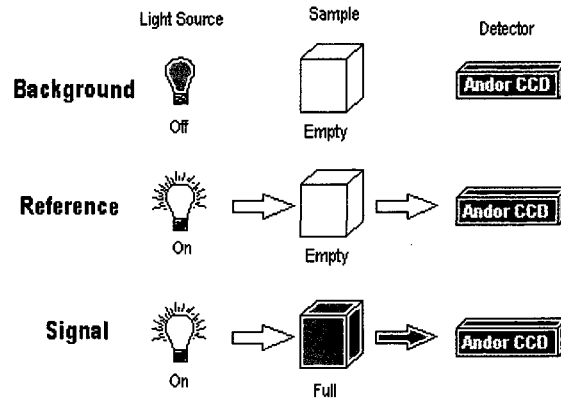 Light Source Sample Detector
Background Andor CCD
Off Empty
Reference Andor CCD
On Empty
Signal Andor CCD
On Full